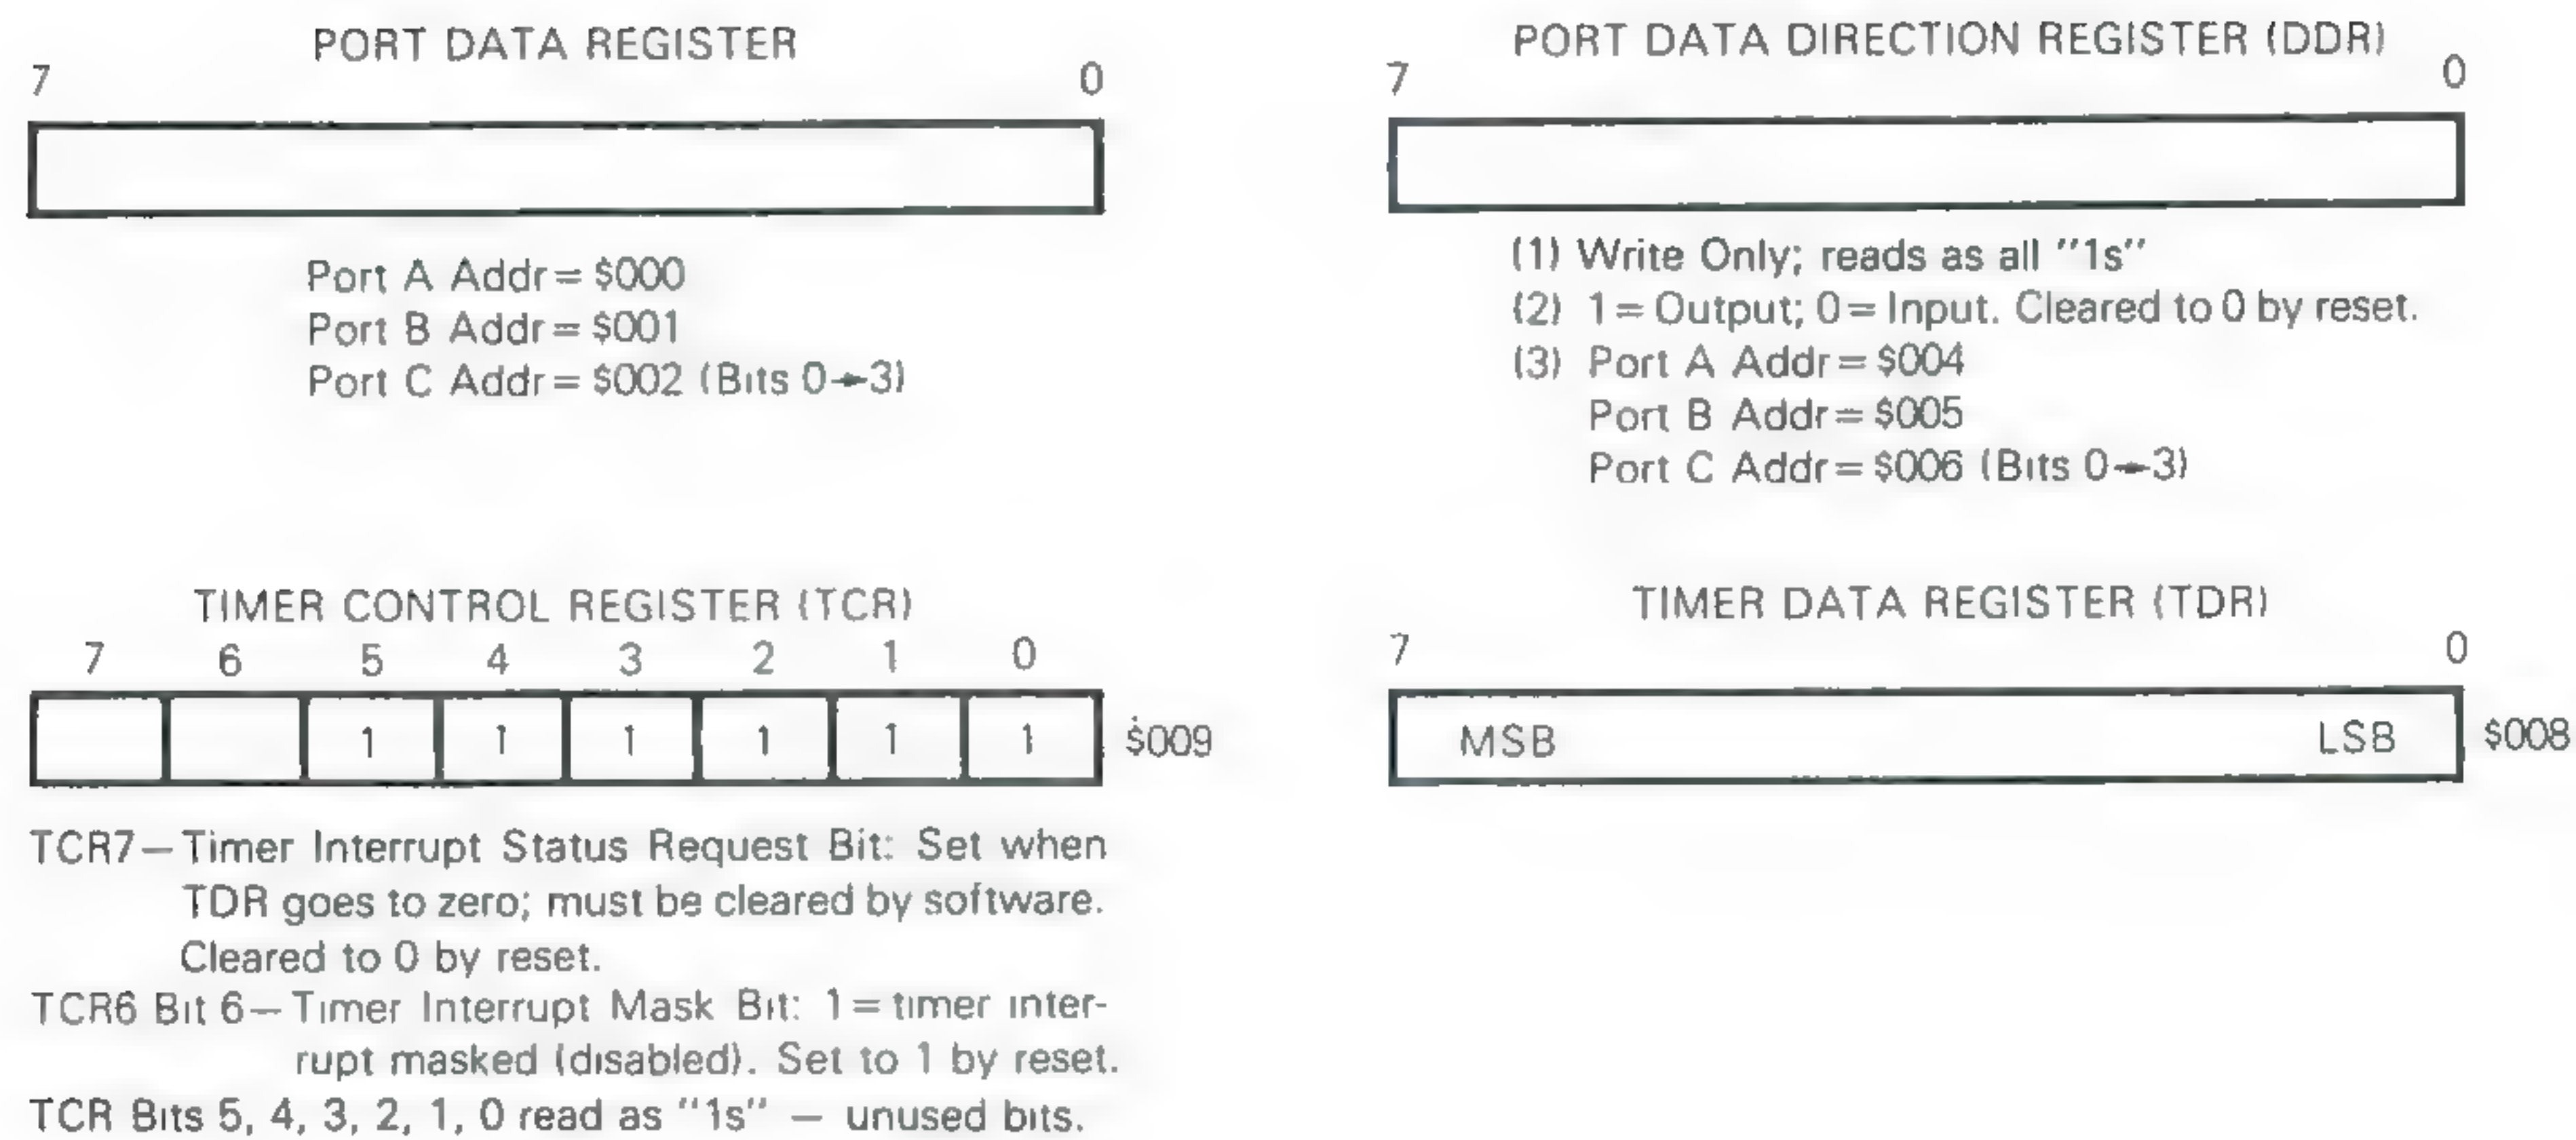 PORT DATA REGISTER
7 0
Port A Addr = $000
Port B Addr = $001
Port C Addr = $002 (Bits 0→3)
PORT DATA DIRECTION REGISTER (DDR)
7 0
(1) Write Only; reads as all "1s"
(2) 1 = Output; 0 = Input. Cleared to 0 by reset.
(3) Port A Addr = $004
Port B Addr = $005
Port C Addr = $006 (Bits 0→3)
TIMER CONTROL REGISTER (TCR)
7 6 5 4 3 2 1 0
1 1 1 1 1 1 $009
TCR7—Timer Interrupt Status Request Bit: Set when
TDR goes to zero; must be cleared by software.
Cleared to 0 by reset.
TCR6 Bit 6—Timer Interrupt Mask Bit: 1 = timer inter-
rupt masked (disabled). Set to 1 by reset.
TCR Bits 5, 4, 3, 2, 1, 0 read as "1s" — unused bits.
TIMER DATA REGISTER (TDR)
7 0
MSB LSB $008